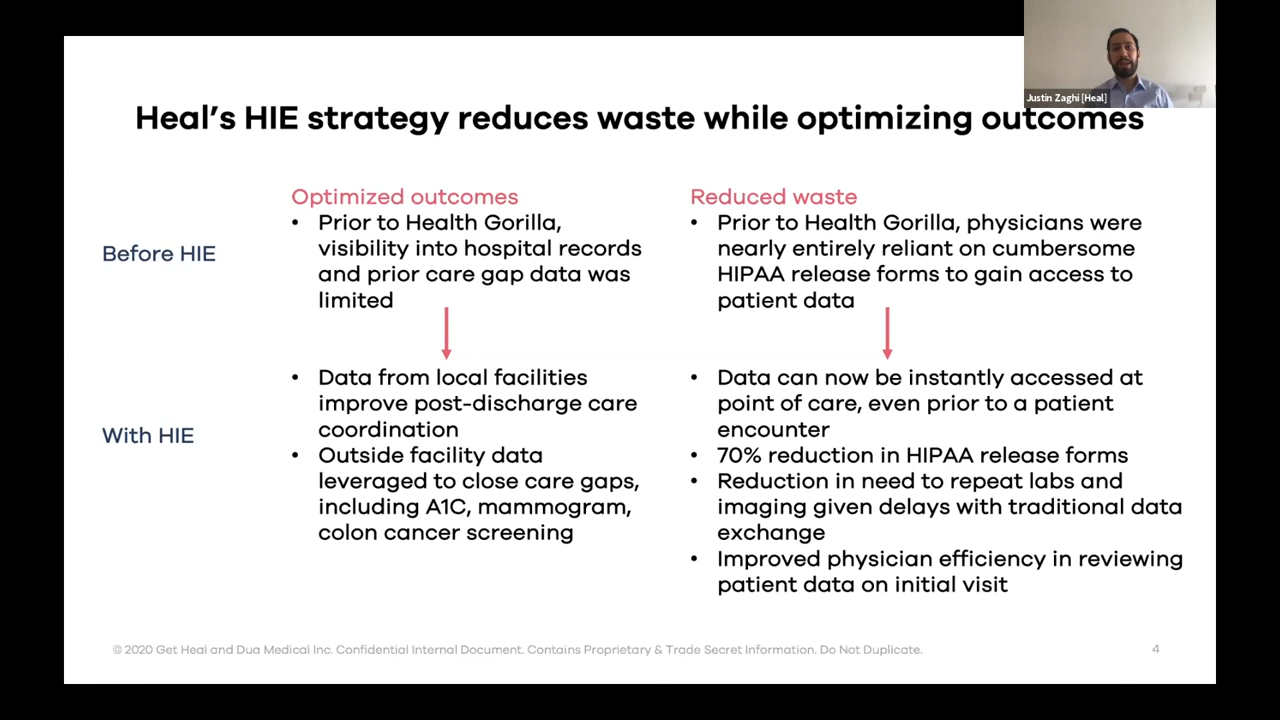 Justin Zaghi [Heal]
Heal's HIE strategy reduces waste while optimizing outcomes
Before HIE
Optimized outcomes
• Prior to Health Gorilla,
visibility into hospital records
and prior care gap data was
limited
Reduced waste
• Prior to Health Gorilla, physicians were
nearly entirely reliant on cumbersome
HIPAA release forms to gain access to
patient data
With HIE
• Data from local facilities
improve post-discharge care
coordination
• Outside facility data
leveraged to close care gaps,
including A1C, mammogram,
colon cancer screening
• Data can now be instantly accessed at
point of care, even prior to a patient
encounter
• 70% reduction in HIPAA release forms
• Reduction in need to repeat labs and
imaging given delays with traditional data
exchange
• Improved physician efficiency in reviewing
patient data on initial visit
© 2020 Get Heal and Dua Medical Inc. Confidential Internal Document. Contains Proprietary & Trade Secret Information. Do Not Duplicate.
4